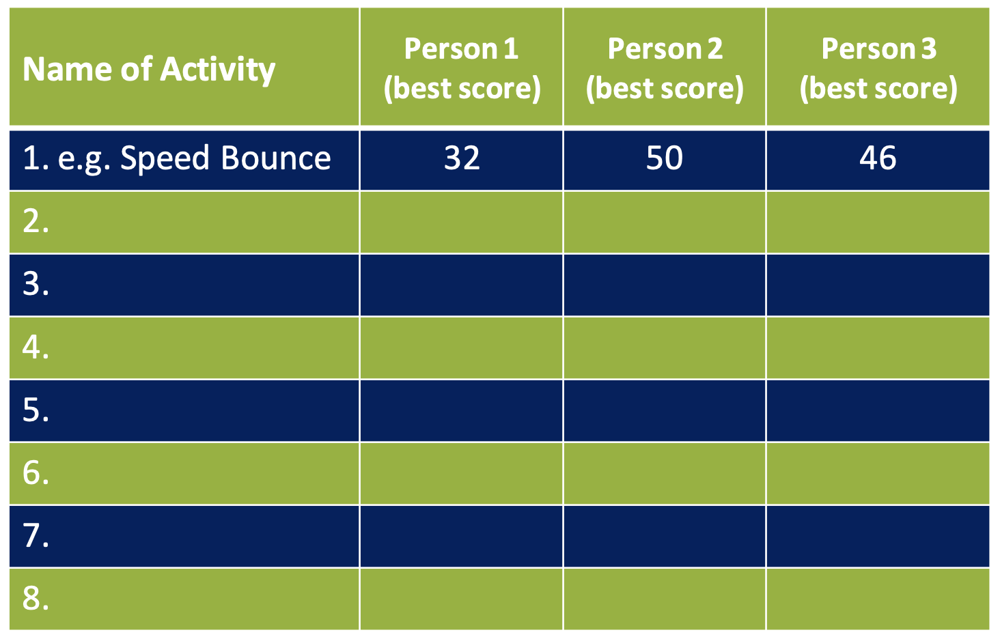 Name of Activity
Person 1
(best score)
Person 2
(best score)
Person 3
(best score)
1. e.g. Speed Bounce 32 50 46
2.
3.
4.
5.
6.
7.
8.